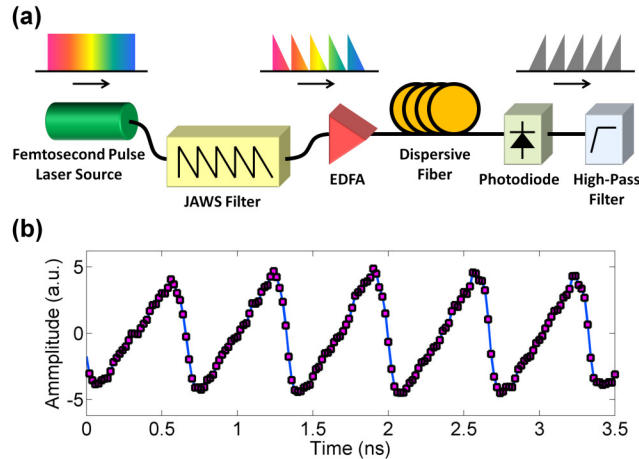 (a)
Femtosecond Pulse
Laser Source
JAWS Filter
EDFA
Dispersive
Fiber
Photodiode
High-Pass
Filter
(b)
Ammplitude (a.u.)
5
0
-5
0
0.5
1
1.5
2
2.5
3
3.5
Time (ns)